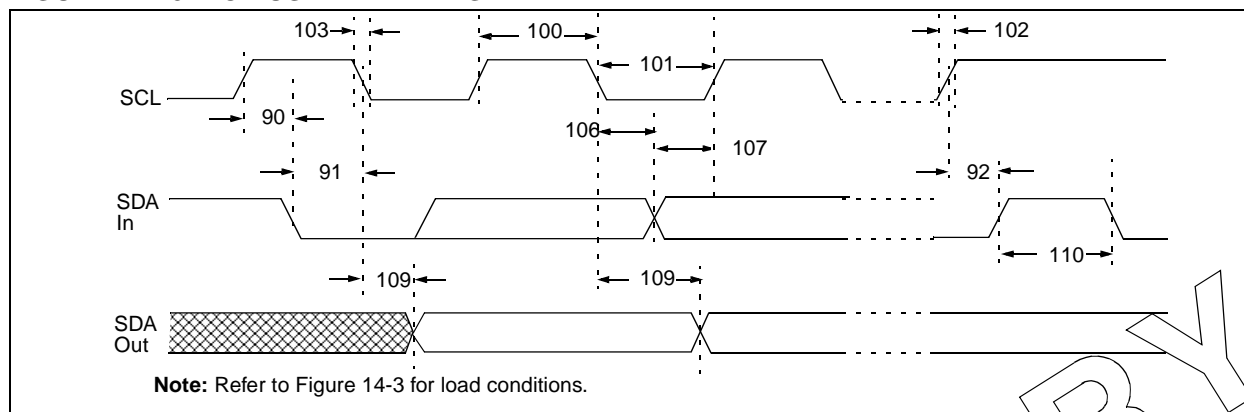 103
100
101
102
SCL
90
106
107
91
92
SDA
In
110
109
109
SDA
Out
Note: Refer to Figure 14-3 for load conditions.
B Y